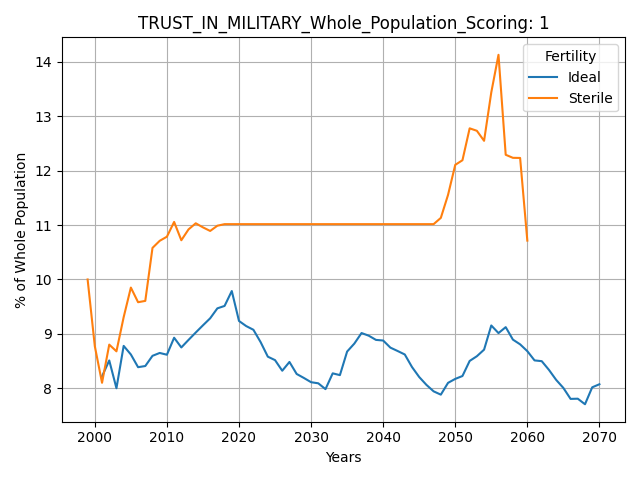 TRUST_IN_MILITARY_Whole_Population_Scoring: 1
Fertility
Ideal
Sterile
% of Whole Population
14
13
12
11
10
9
8
2000 2010 2020 2030 2040 2050 2060 2070
Years